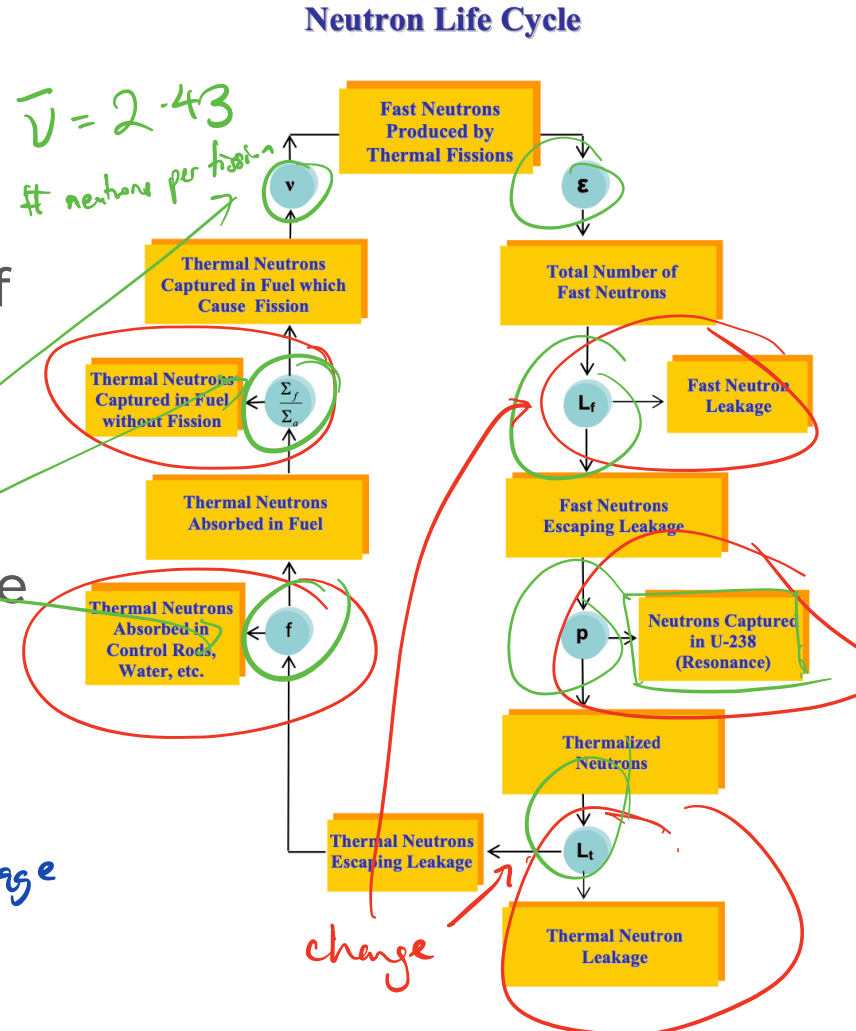 Neutron Life Cycle
ν̅ = 2.43
# neutrons per fission
Fast Neutrons
Produced by
Thermal Fissions
ν
ε
Thermal Neutrons
Captured in Fuel which
Cause Fission
Total Number of
Fast Neutrons
f
Thermal Neutrons
Captured in Fuel
without Fission
Σf
Σa
Lf
Fast Neutron
Leakage
Thermal Neutrons
Absorbed in Fuel
Fast Neutrons
Escaping Leakage
e
Thermal Neutrons
Absorbed in
Control Rods,
Water, etc.
f
p
Neutrons Captured
in U-238
(Resonance)
Thermalized
Neutrons
Thermal Neutrons
Escaping Leakage
Lt
age
change
Thermal Neutron
Leakage